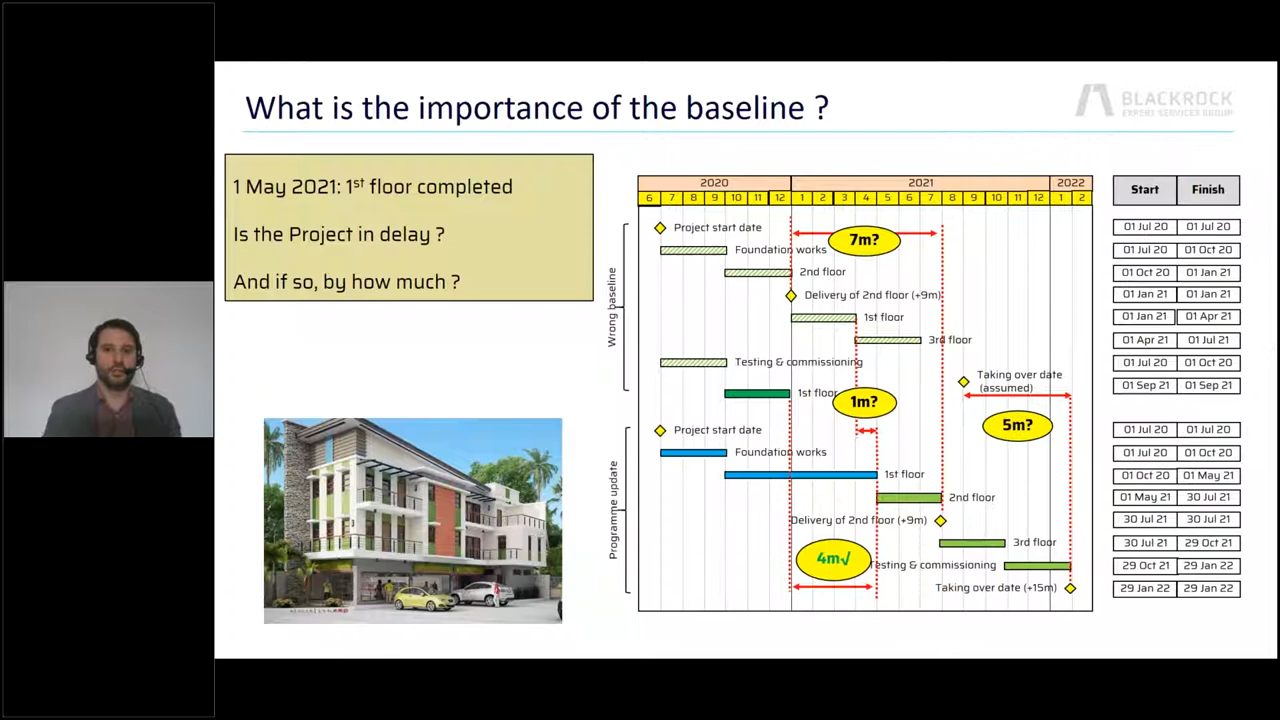 What is the importance of the baseline ?
BLACKROCK
EXPERT SERVICES GROUP
1 May 2021: 1st floor completed
Is the Project in delay ?
And if so, by how much ?
2020 2021 2022
6 7 8 9 10 11 12 1 2 3 4 5 6 7 8 9 10 11 12 1 2
Start Finish
Wrong baseline
Project start date 01 Jul 20 01 Jul 20
7m?
Foundation works 01 Jul 20 01 Oct 20
2nd floor 01 Oct 20 01 Jan 21
Delivery of 2nd floor (+9m) 01 Jan 21 01 Jan 21
1st floor 01 Jan 21 01 Apr 21
3rd floor 01 Apr 21 01 Jul 21
Testing & commissioning 01 Jul 20 01 Oct 20
Taking over date
(assumed) 01 Sep 21 01 Sep 21
1st floor
1m?
5m?
Programme update
Project start date 01 Jul 20 01 Jul 20
Foundation works 01 Jul 20 01 Oct 20
1st floor 01 Oct 20 01 May 21
2nd floor 01 May 21 30 Jul 21
Delivery of 2nd floor (+9m) 30 Jul 21 30 Jul 21
3rd floor 30 Jul 21 29 Oct 21
4m√
Testing & commissioning 29 Oct 21 29 Jan 22
Taking over date (+15m) 29 Jan 22 29 Jan 22